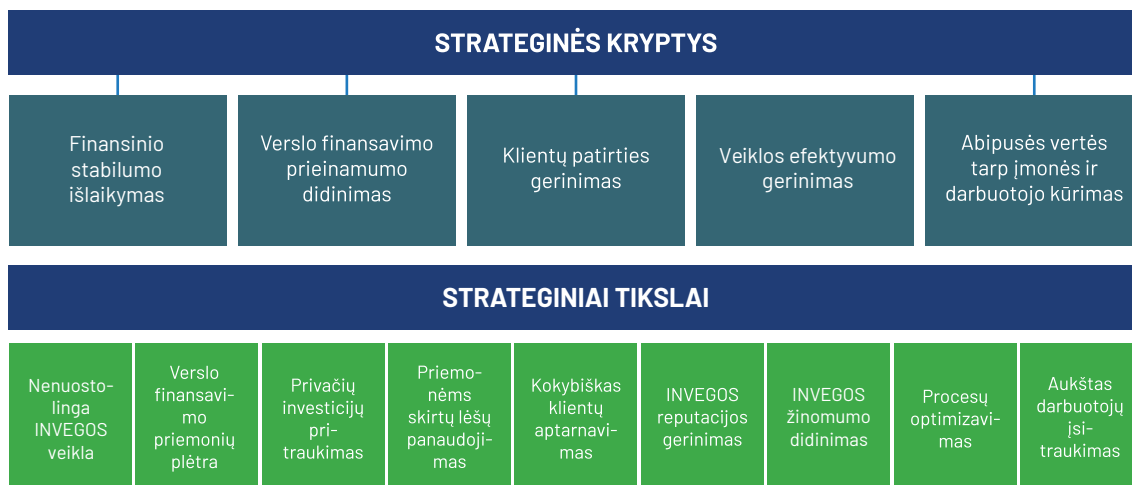 STRATEGINĖS KRYPTYS
Finansinio
stabilumo
išlaikymas
Verslo finansavimo
prieinamumo
didinimas
Klientų patirties
gerinimas
Veiklos efektyvumo
gerinimas
Abipusės vertės
tarp įmonės ir
darbuotojo kūrimas
STRATEGINIAI TIKSLAI
Nenuosto-
linga
INVEGOS
veikla
Verslo
finansavi-
mo
priemonių
plėtra
Privačių
investicijų
pri-
traukimas
Priemo-
nėms
skirtų lėšų
panaudoji-
mas
Kokybiškas
klientų
aptarnavi-
mas
INVEGOS
reputacijos
gerinimas
INVEGOS
žinomumo
didinimas
Procesų
optimizavi-
mas
Aukštas
darbuotojų
įsi-
traukimas